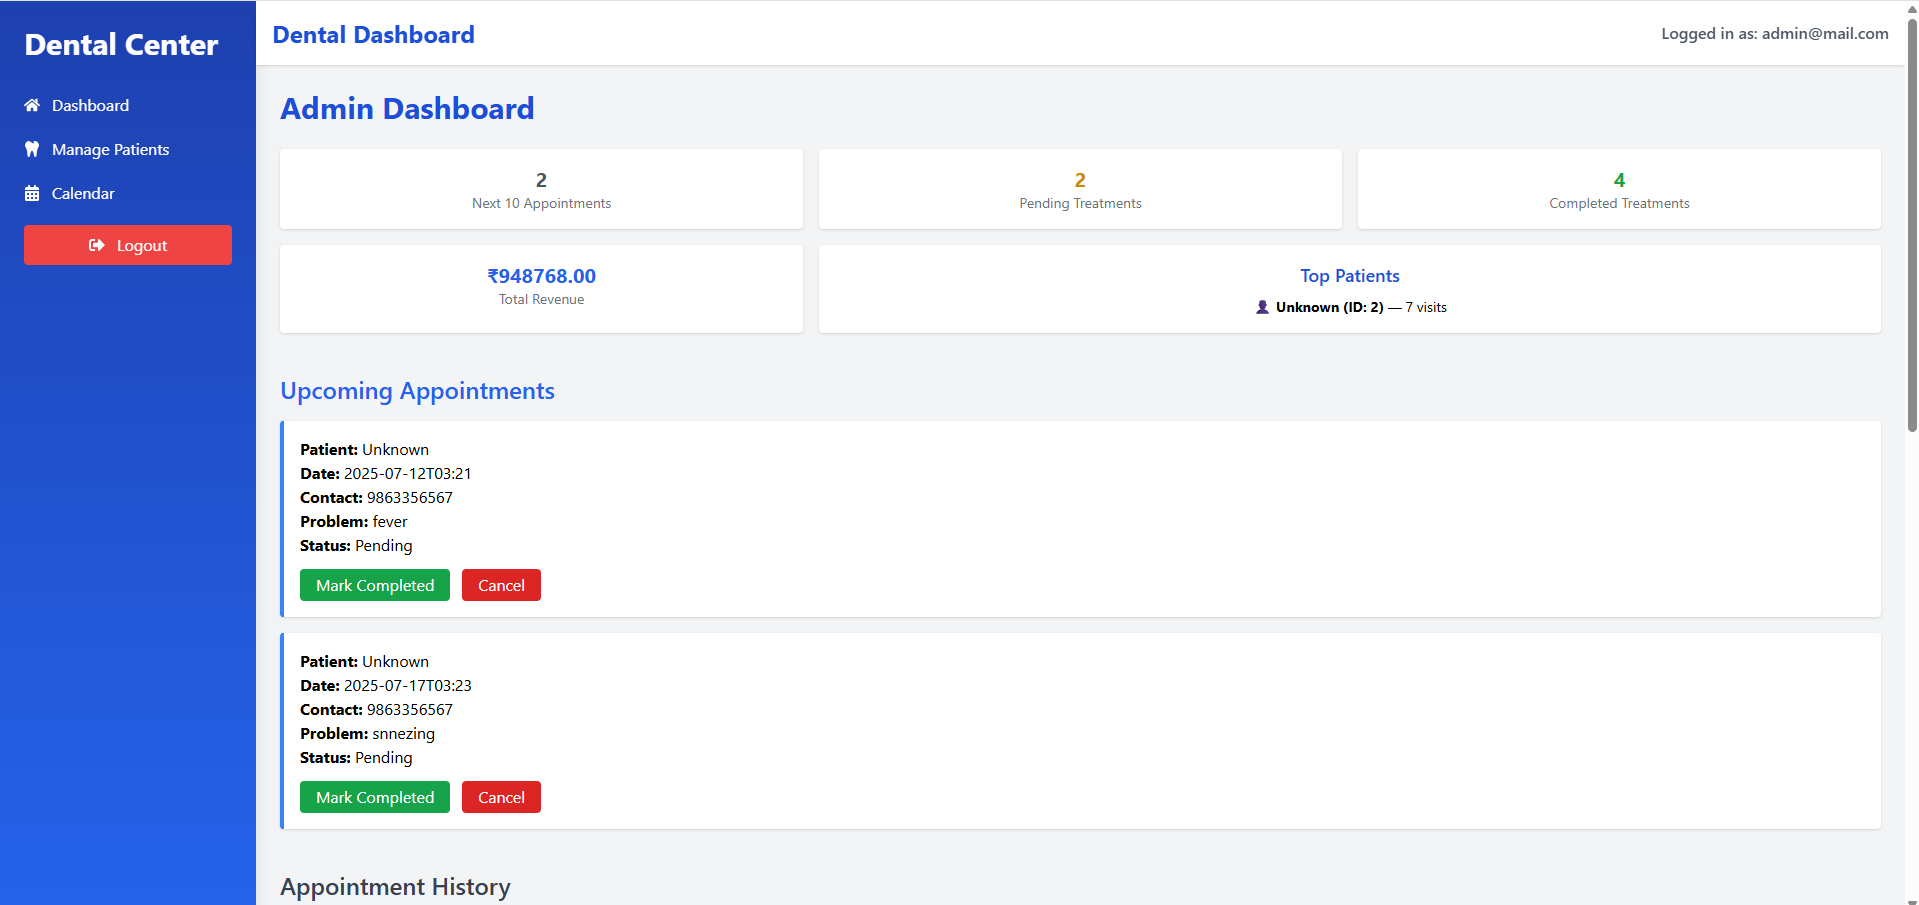 Dental Center
Dashboard
Manage Patients
Calendar
Logout
Dental Dashboard
Logged in as: admin@mail.com
Admin Dashboard
2
Next 10 Appointments
2
Pending Treatments
4
Completed Treatments
₹948768.00
Total Revenue
Top Patients
Unknown (ID: 2) — 7 visits
Upcoming Appointments
Patient: Unknown
Date: 2025-07-12T03:21
Contact: 9863356567
Problem: fever
Status: Pending
Mark Completed Cancel
Patient: Unknown
Date: 2025-07-17T03:23
Contact: 9863356567
Problem: snnezing
Status: Pending
Mark Completed Cancel
Appointment History